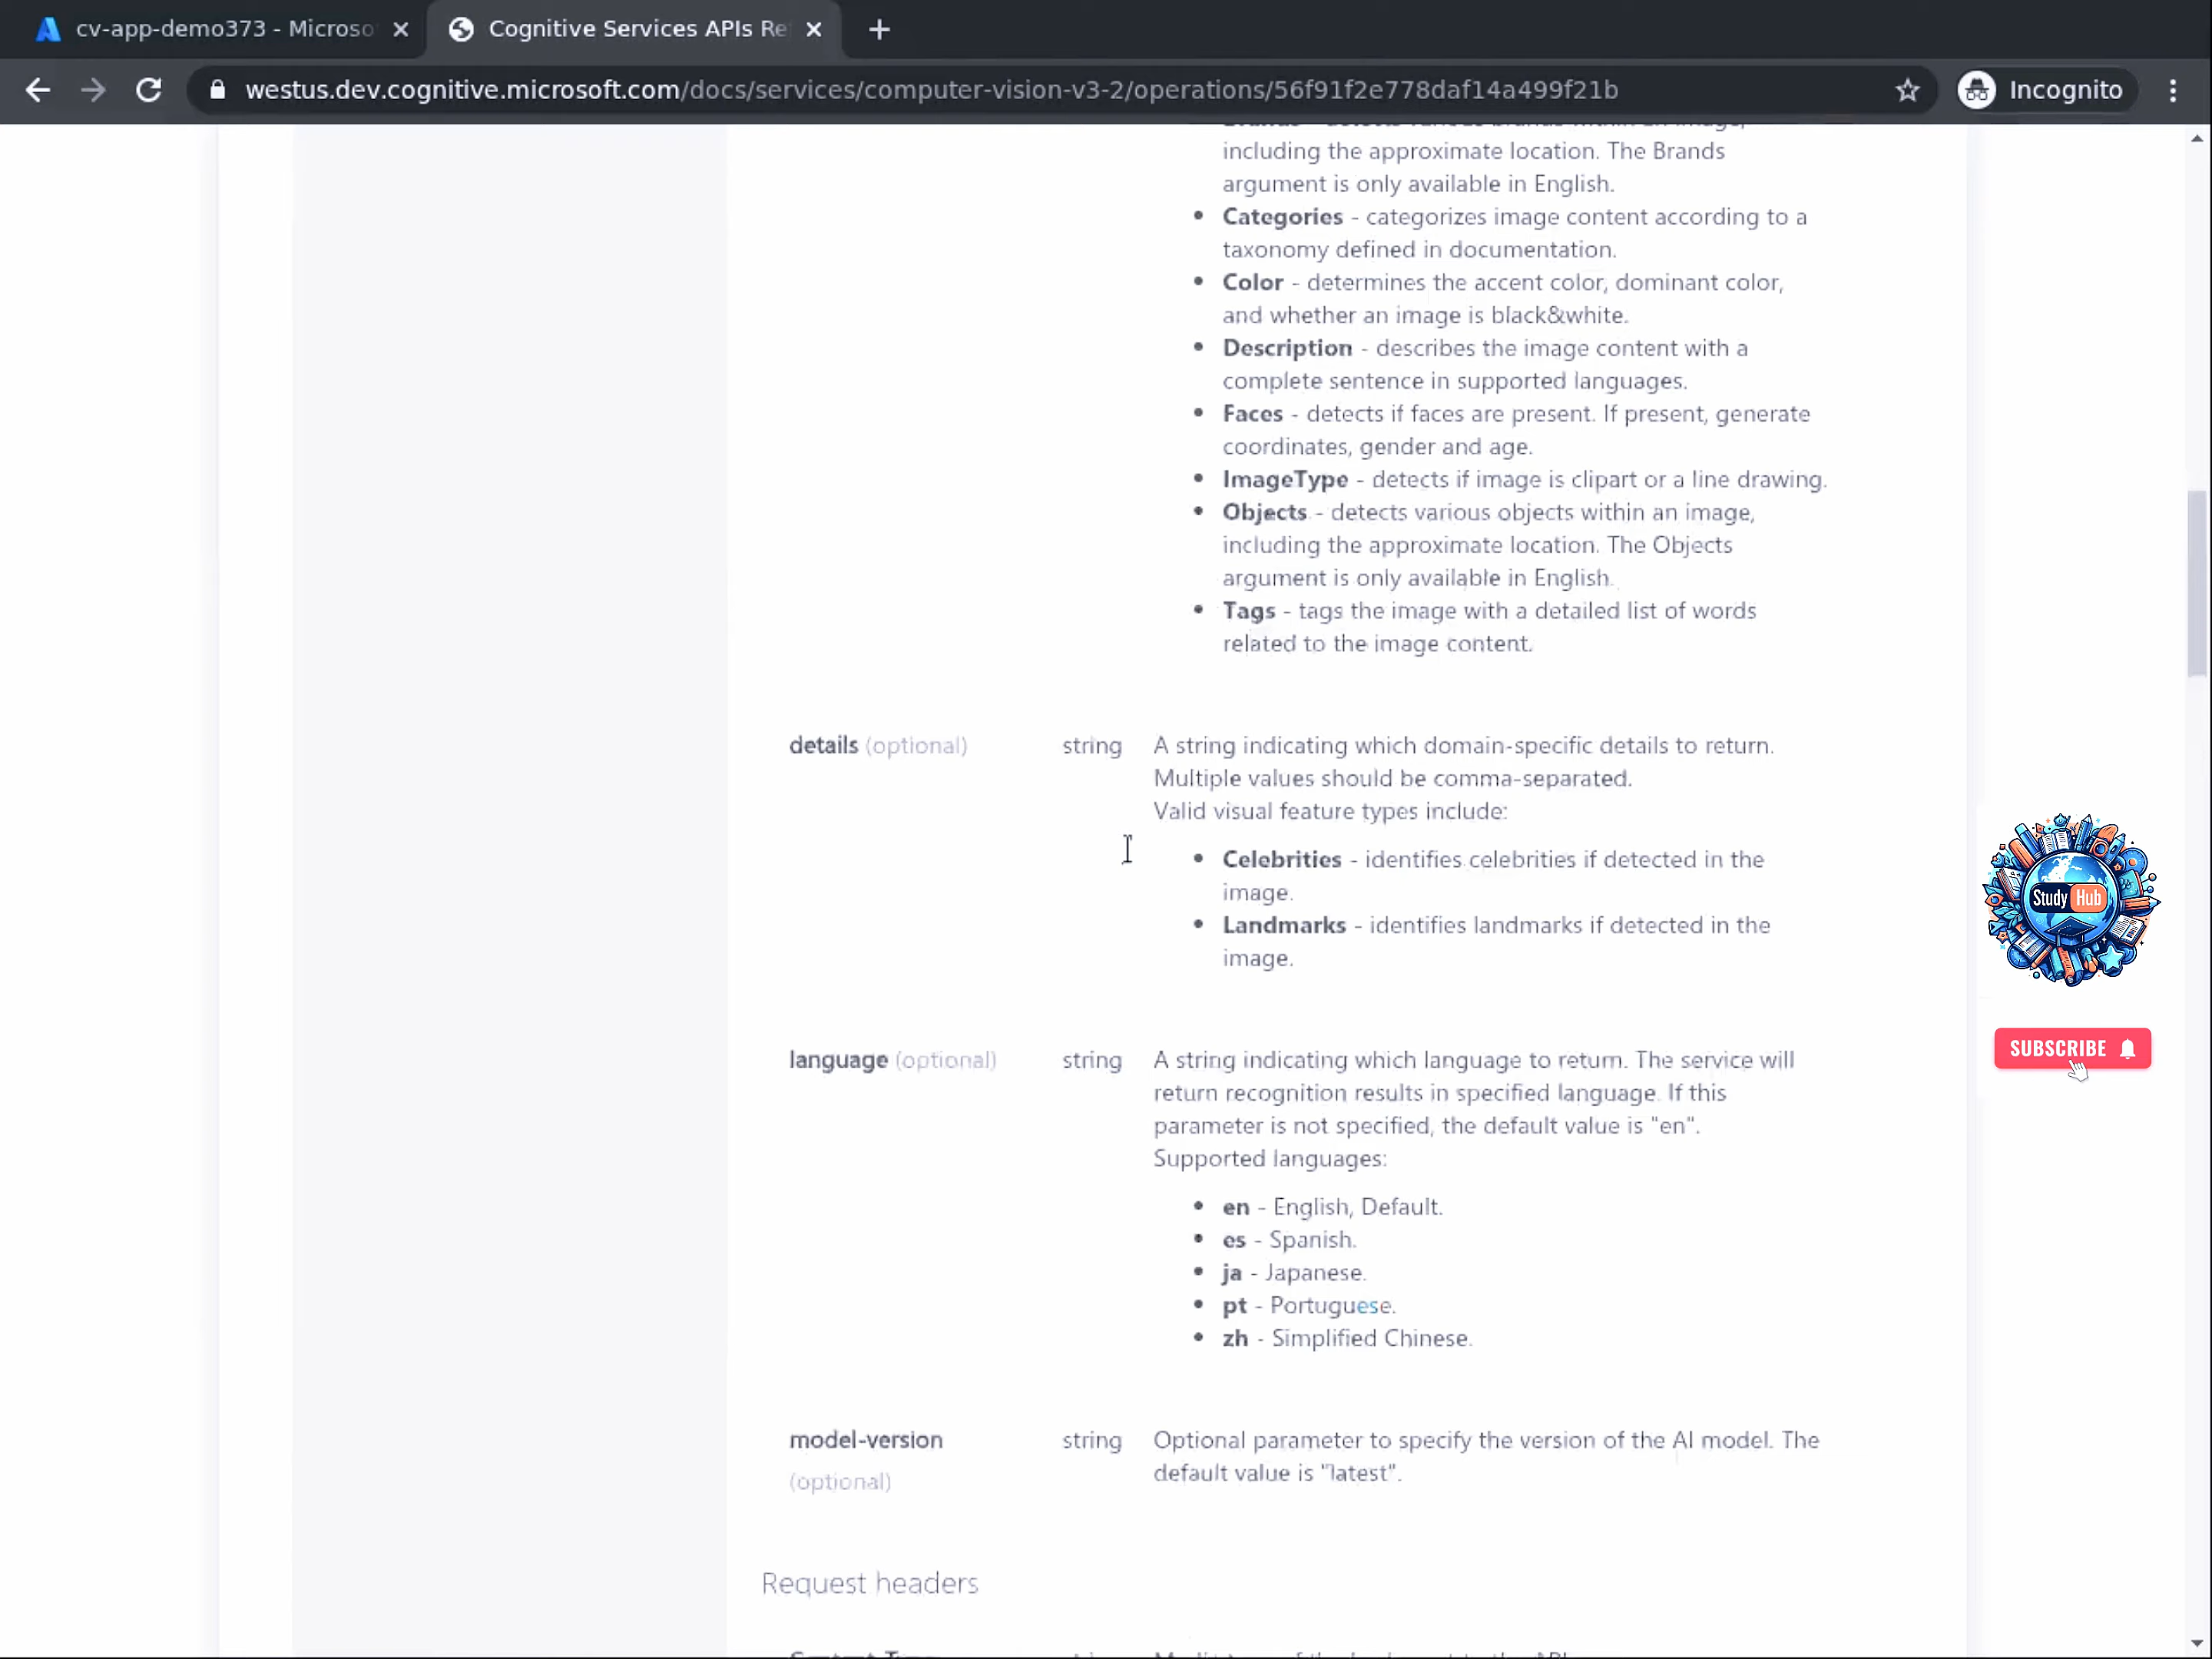 cv-app-demo373 - Microso
Cognitive Services APIs Re
westus.dev.cognitive.microsoft.com/docs/services/computer-vision-v3-2/operations/56f91f2e778daf14a499f21b
Incognito
including the approximate location. The Brands
argument is only available in English.
Categories - categorizes image content according to a
taxonomy defined in documentation.
Color - determines the accent color, dominant color,
and whether an image is black&white.
Description - describes the image content with a
complete sentence in supported languages.
Faces - detects if faces are present. If present, generate
coordinates, gender and age.
ImageType - detects if image is clipart or a line drawing.
Objects - detects various objects within an image,
including the approximate location. The Objects
argument is only available in English.
Tags - tags the image with a detailed list of words
related to the image content.
details (optional) string A string indicating which domain-specific details to return.
Multiple values should be comma-separated.
Valid visual feature types include:
Celebrities - identifies celebrities if detected in the
image.
Landmarks - identifies landmarks if detected in the
image.
Study Hub
SUBSCRIBE
language (optional) string A string indicating which language to return. The service will
return recognition results in specified language. If this
parameter is not specified, the default value is "en".
Supported languages:
en - English, Default.
es - Spanish.
ja - Japanese.
pt - Portuguese.
zh - Simplified Chinese.
model-version string Optional parameter to specify the version of the AI model. The
(optional) default value is "latest".
Request headers